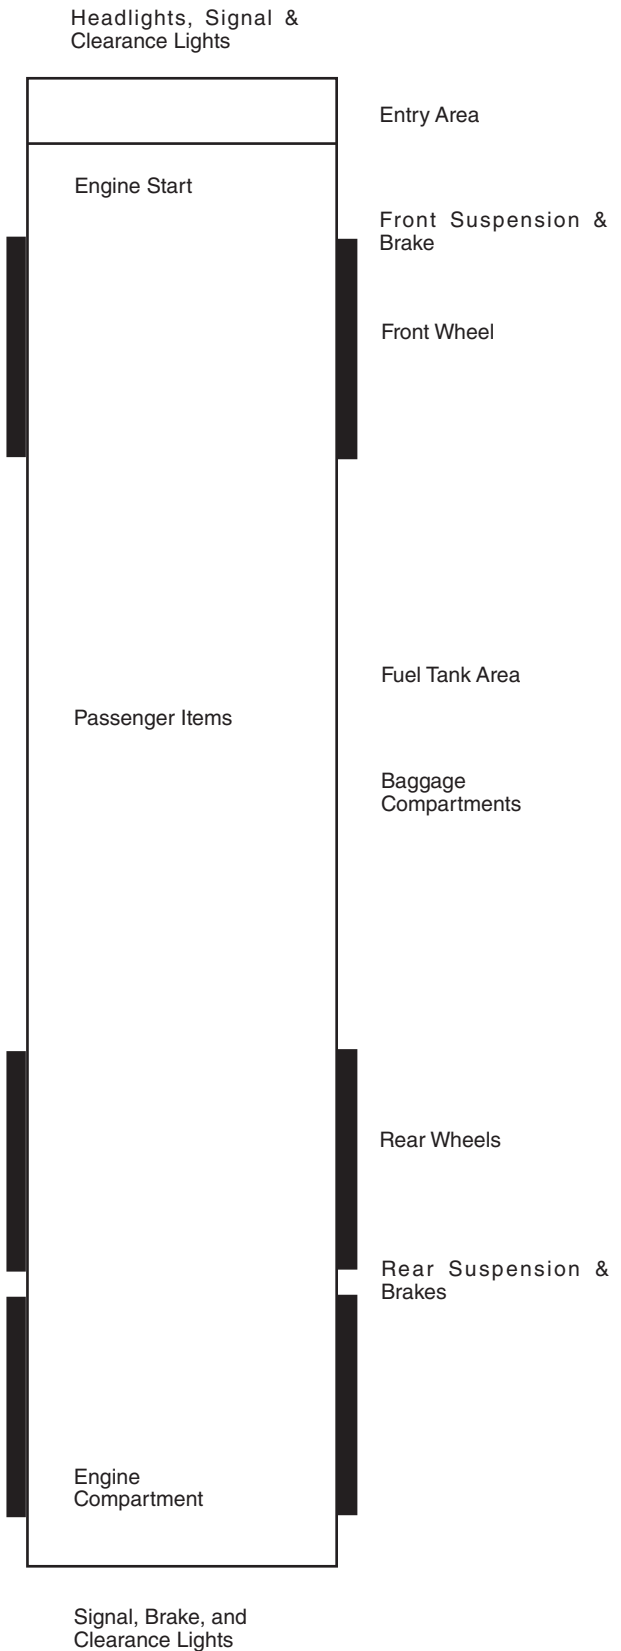 Headlights, Signal &
Clearance Lights
Entry Area
Engine Start
Front Suspension &
Brake
Front Wheel
Fuel Tank Area
Passenger Items
Baggage
Compartments
Rear Wheels
Rear Suspension &
Brakes
Engine
Compartment
Signal, Brake, and
Clearance Lights